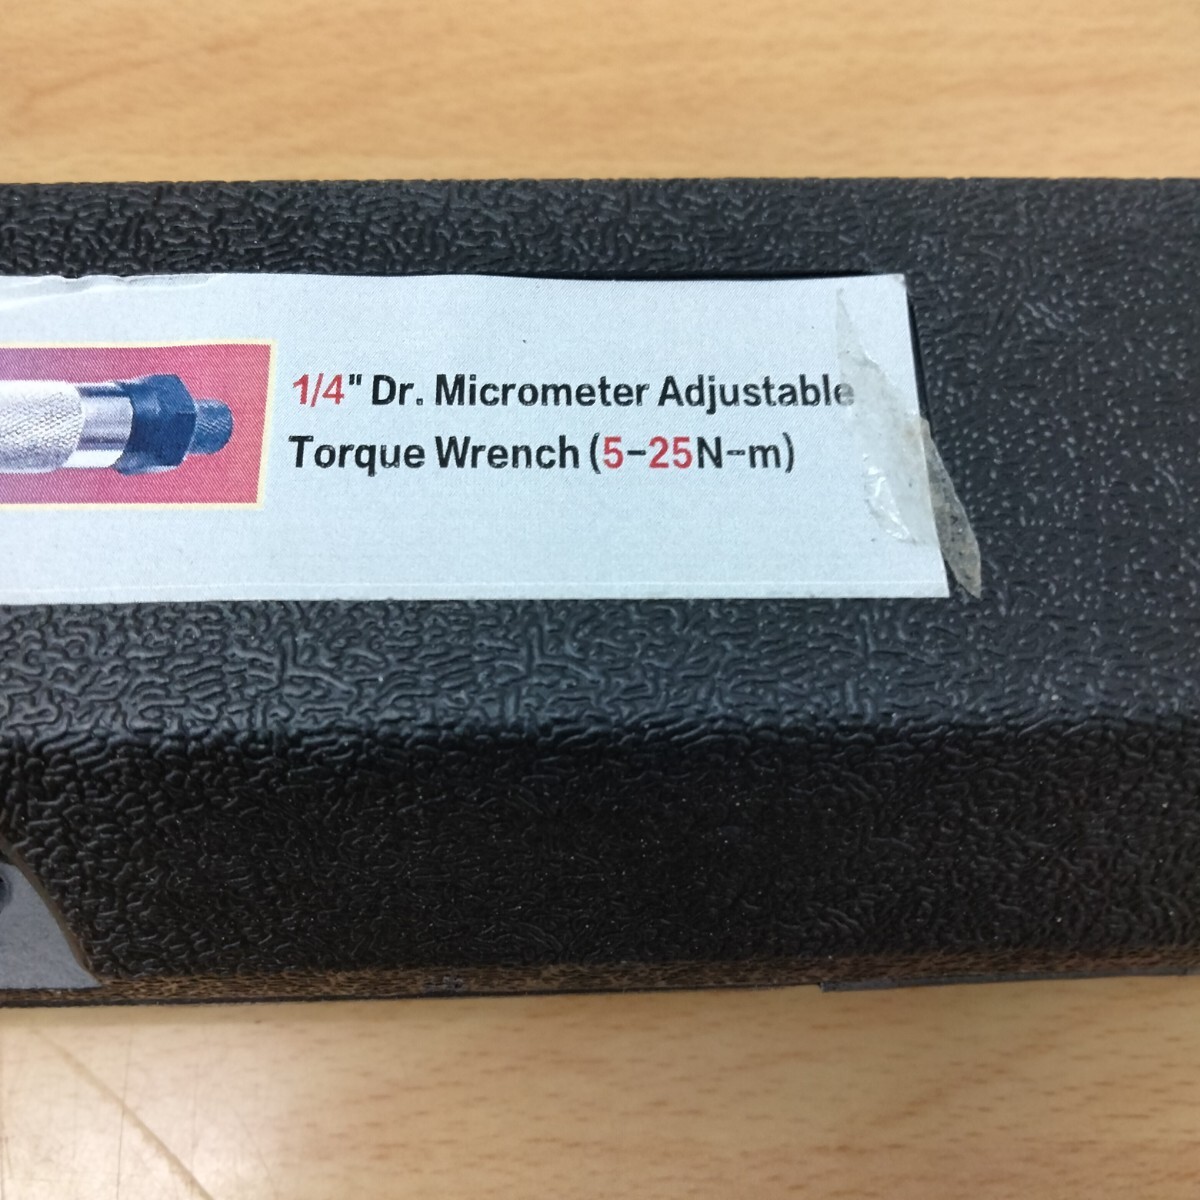 1/4" Dr. Micrometer Adjustable
Torque Wrench (5-25N-m)